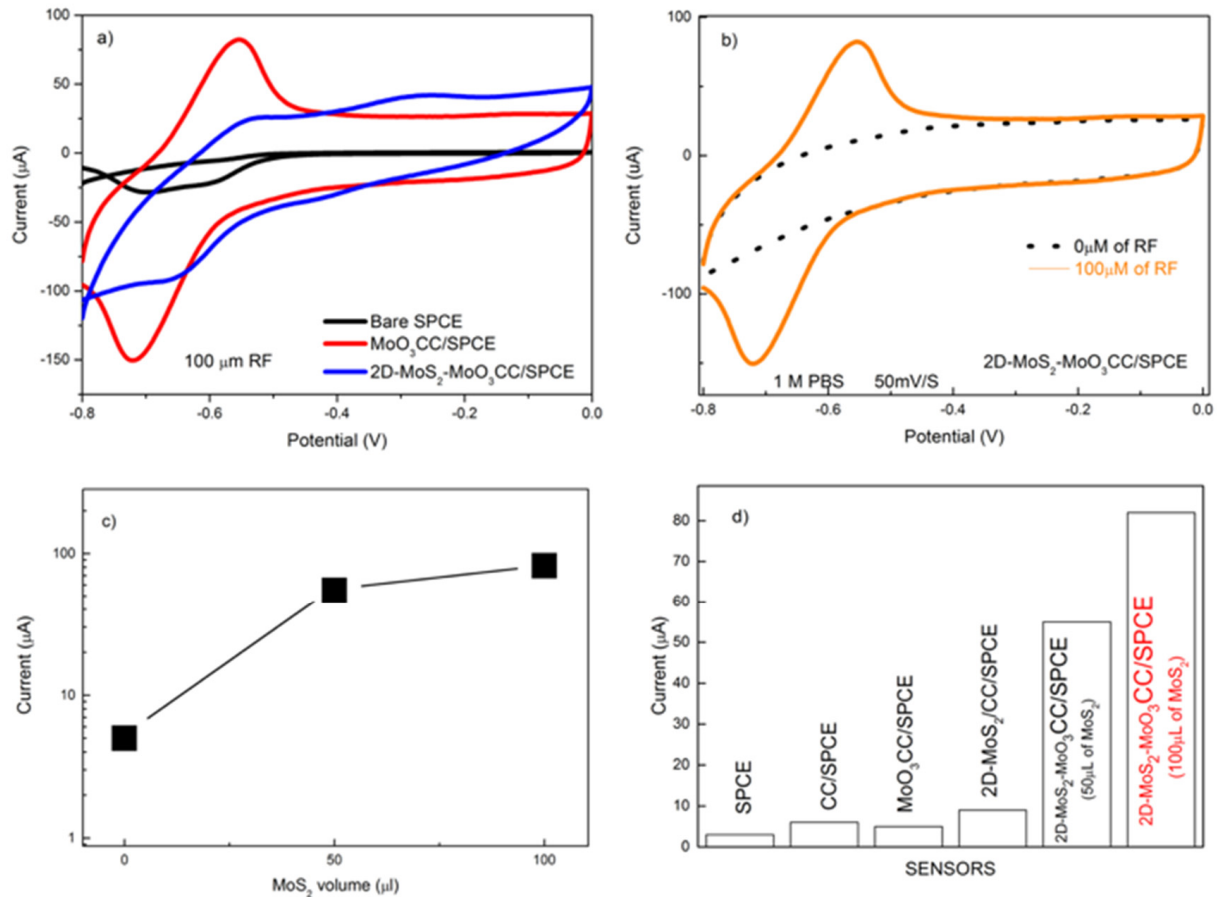 a)
100
50
0
-50
-100
-150
Current (µA)
Bare SPCE
MoO₃CC/SPCE
100 µm RF
2D-MoS₂-MoO₃CC/SPCE
-0.8
-0.6
-0.4
-0.2
0.0
Potential (V)
b)
100
0
-100
Current (uA)
0µM of RF
100µM of RF
2D-MoS₂-MoO₃CC/SPCE
1 M PBS 50mV/S
-0.8
-0.6
-0.4
-0.2
0.0
Potential (V)
c)
100
10
1
Current (µA)
0
50
100
MoS₂ volume (µl)
d)
80
70
60
50
40
30
20
10
0
Current (µA)
SPCE
CC/SPCE
MoO₃CC/SPCE
2D-MoS₂/CC/SPCE
2D-MoS₂-MoO₃CC/SPCE
(50µL of MoS₂)
2D-MoS₂-MoO₃CC/SPCE
(100µL of MoS₂)
SENSORS